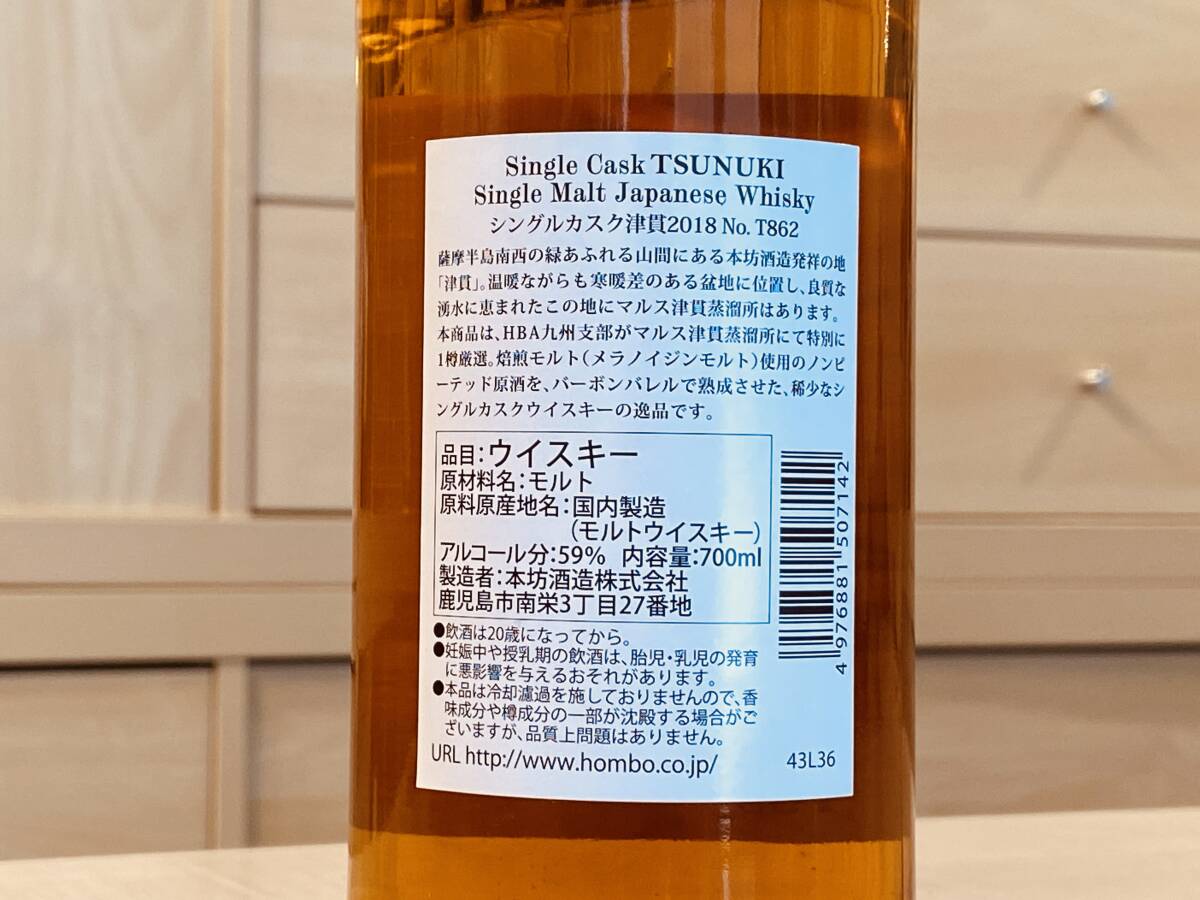 Single Cask TSUNUKI
Single Malt Japanese Whisky
シングルカスク津貫2018 No. T862
薩摩半島南西の緑あふれる山間にある本坊酒造発祥の地
「津貫」。温暖ながらも寒暖差のある盆地に位置し、良質な
湧水に恵まれたこの地にマルス津貫蒸溜所はあります。
本商品は、HBA九州支部がマルス津貫蒸溜所にて特別に
1樽厳選。焙煎モルト（メラノイジンモルト）使用のノンピ
ーテッド原酒を、バーボンバレルで熟成させた、稀少なシ
ングルカスクウイスキーの逸品です。
品目：ウイスキー
原材料名：モルト
原料原産地名：国内製造
（モルトウイスキー）
アルコール分：59% 内容量：700ml
製造者：本坊酒造株式会社
鹿児島市南栄3丁目27番地
4 976881 507142
●飲酒は20歳になってから。
●妊娠中や授乳期の飲酒は、胎児・乳児の発育
に悪影響を与えるおそれがあります。
●本品は冷却濾過を施しておりませんので、香
味成分や樽成分の一部が沈殿する場合がご
ざいますが、品質上問題はありません。
URL http://www.hombo.co.jp/ 43L36